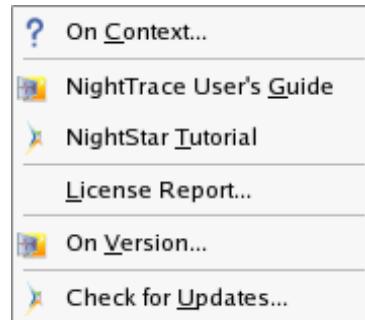 On Context...
NightTrace User's Guide
NightStar Tutorial
License Report...
On Version...
Check for Updates...